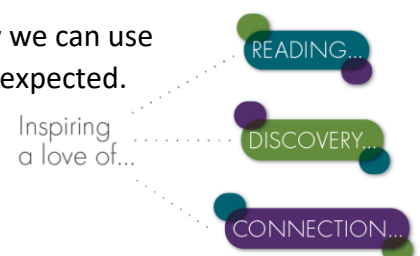 we can use
expected.
Inspiring
a love of...
READING...
DISCOVERY...
CONNECTION...